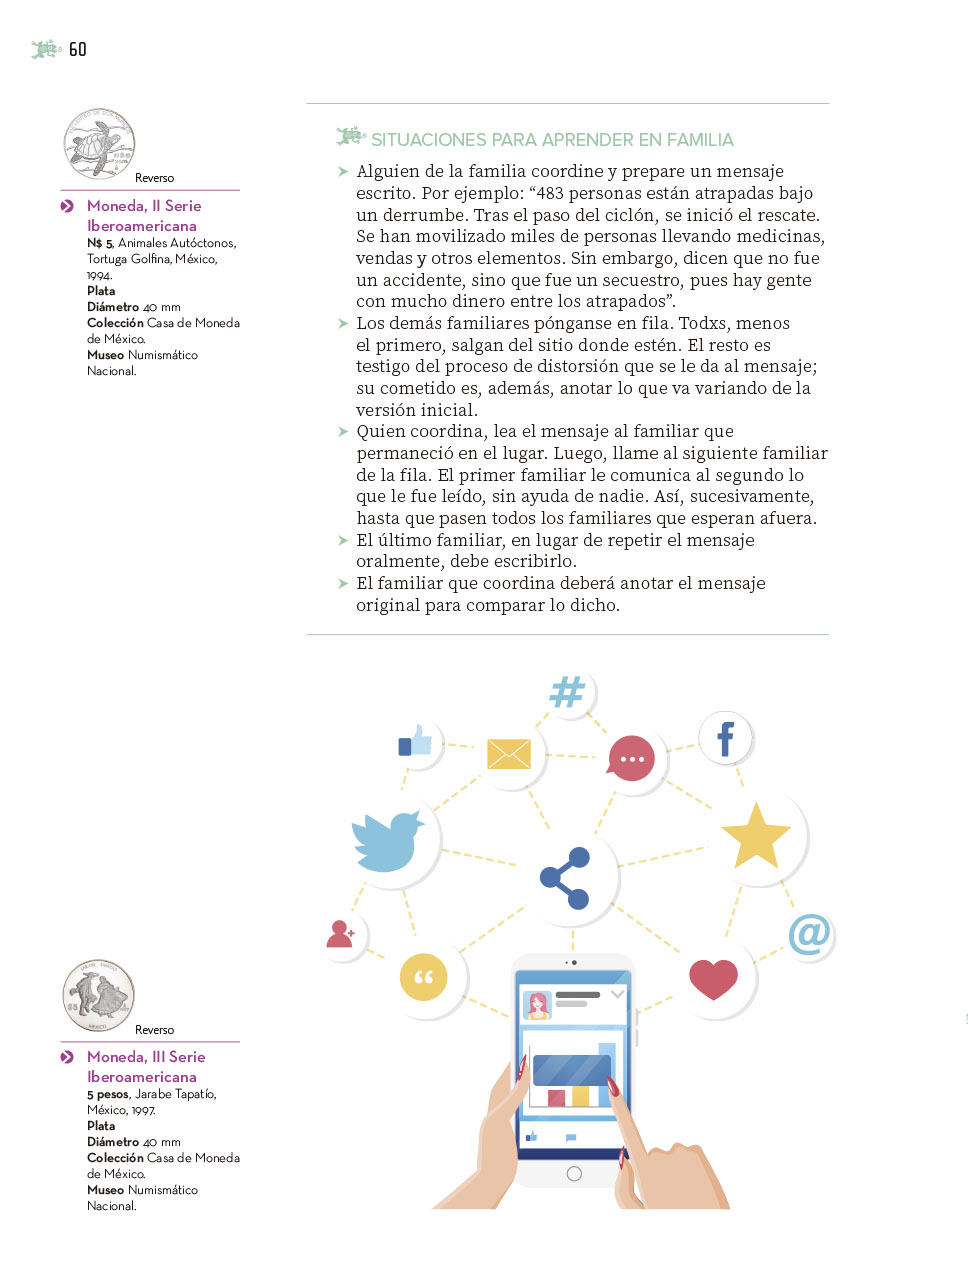 60
Reverso
Moneda, II Serie
Iberoamericana
N$ 5, Animales Autóctonos,
Tortuga Golfina, México,
1994.
Plata
Diámetro 40 mm
Colección Casa de Moneda
de México.
Museo Numismático
Nacional.
SITUACIONES PARA APRENDER EN FAMILIA
Alguien de la familia coordine y prepare un mensaje
escrito. Por ejemplo: “483 personas están atrapadas bajo
un derrumbe. Tras el paso del ciclón, se inició el rescate.
Se han movilizado miles de personas llevando medicinas,
vendas y otros elementos. Sin embargo, dicen que no fue
un accidente, sino que fue un secuestro, pues hay gente
con mucho dinero entre los atrapados”.
Los demás familiares pónganse en fila. Todxs, menos
el primero, salgan del sitio donde estén. El resto es
testigo del proceso de distorsión que se le da al mensaje;
su cometido es, además, anotar lo que va variando de la
versión inicial.
Quien coordina, lea el mensaje al familiar que
permaneció en el lugar. Luego, llame al siguiente familiar
de la fila. El primer familiar le comunica al segundo lo
que le fue leído, sin ayuda de nadie. Así, sucesivamente,
hasta que pasen todos los familiares que esperan afuera.
El último familiar, en lugar de repetir el mensaje
oralmente, debe escribirlo.
El familiar que coordina deberá anotar el mensaje
original para comparar lo dicho.
#
f
@
“
JARABE TAPATÍO
$5
MÉXICO
Reverso
Moneda, III Serie
Iberoamericana
5 pesos, Jarabe Tapatío,
México, 1997.
Plata
Diámetro 40 mm
Colección Casa de Moneda
de México.
Museo Numismático
Nacional.